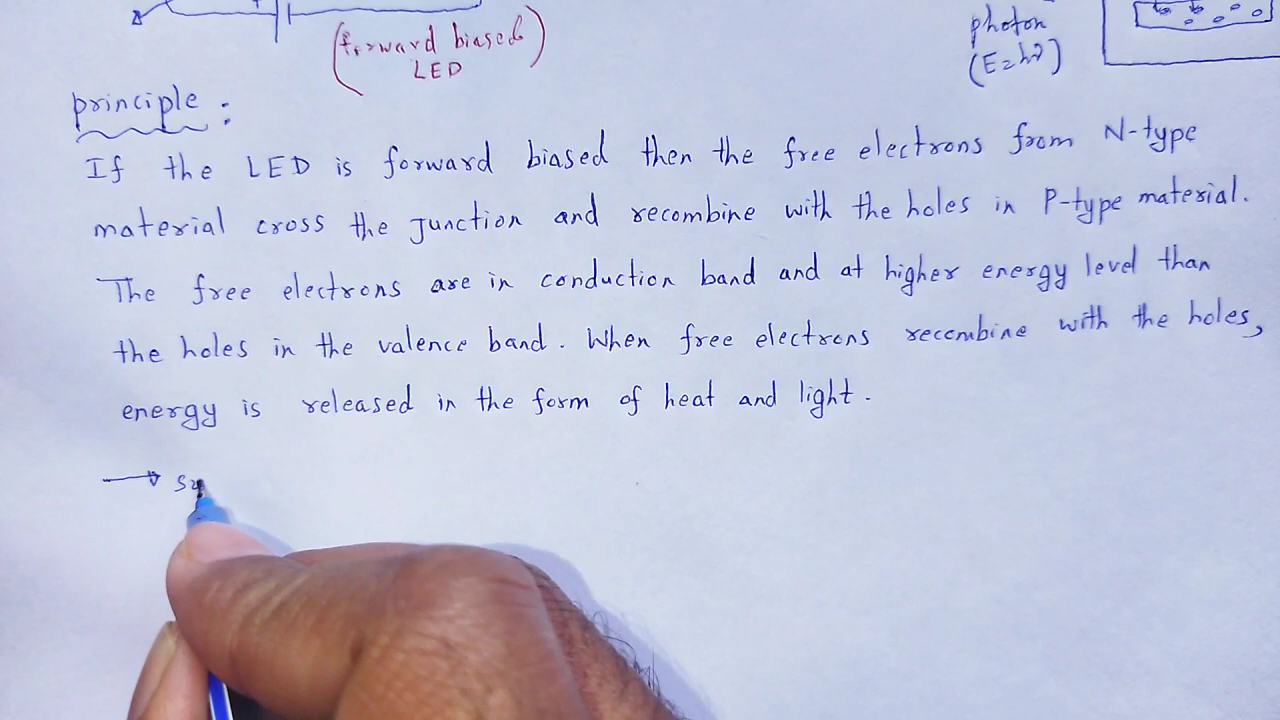 (forward biased
LED)
photon
(E=hν)
principle :
If the LED is forward biased then the free electrons from N-type
material cross the Junction and recombine with the holes in P-type material.
The free electrons are in conduction band and at higher energy level than
the holes in the valence band. When free electrons recombine with the holes,
energy is released in the form of heat and light.